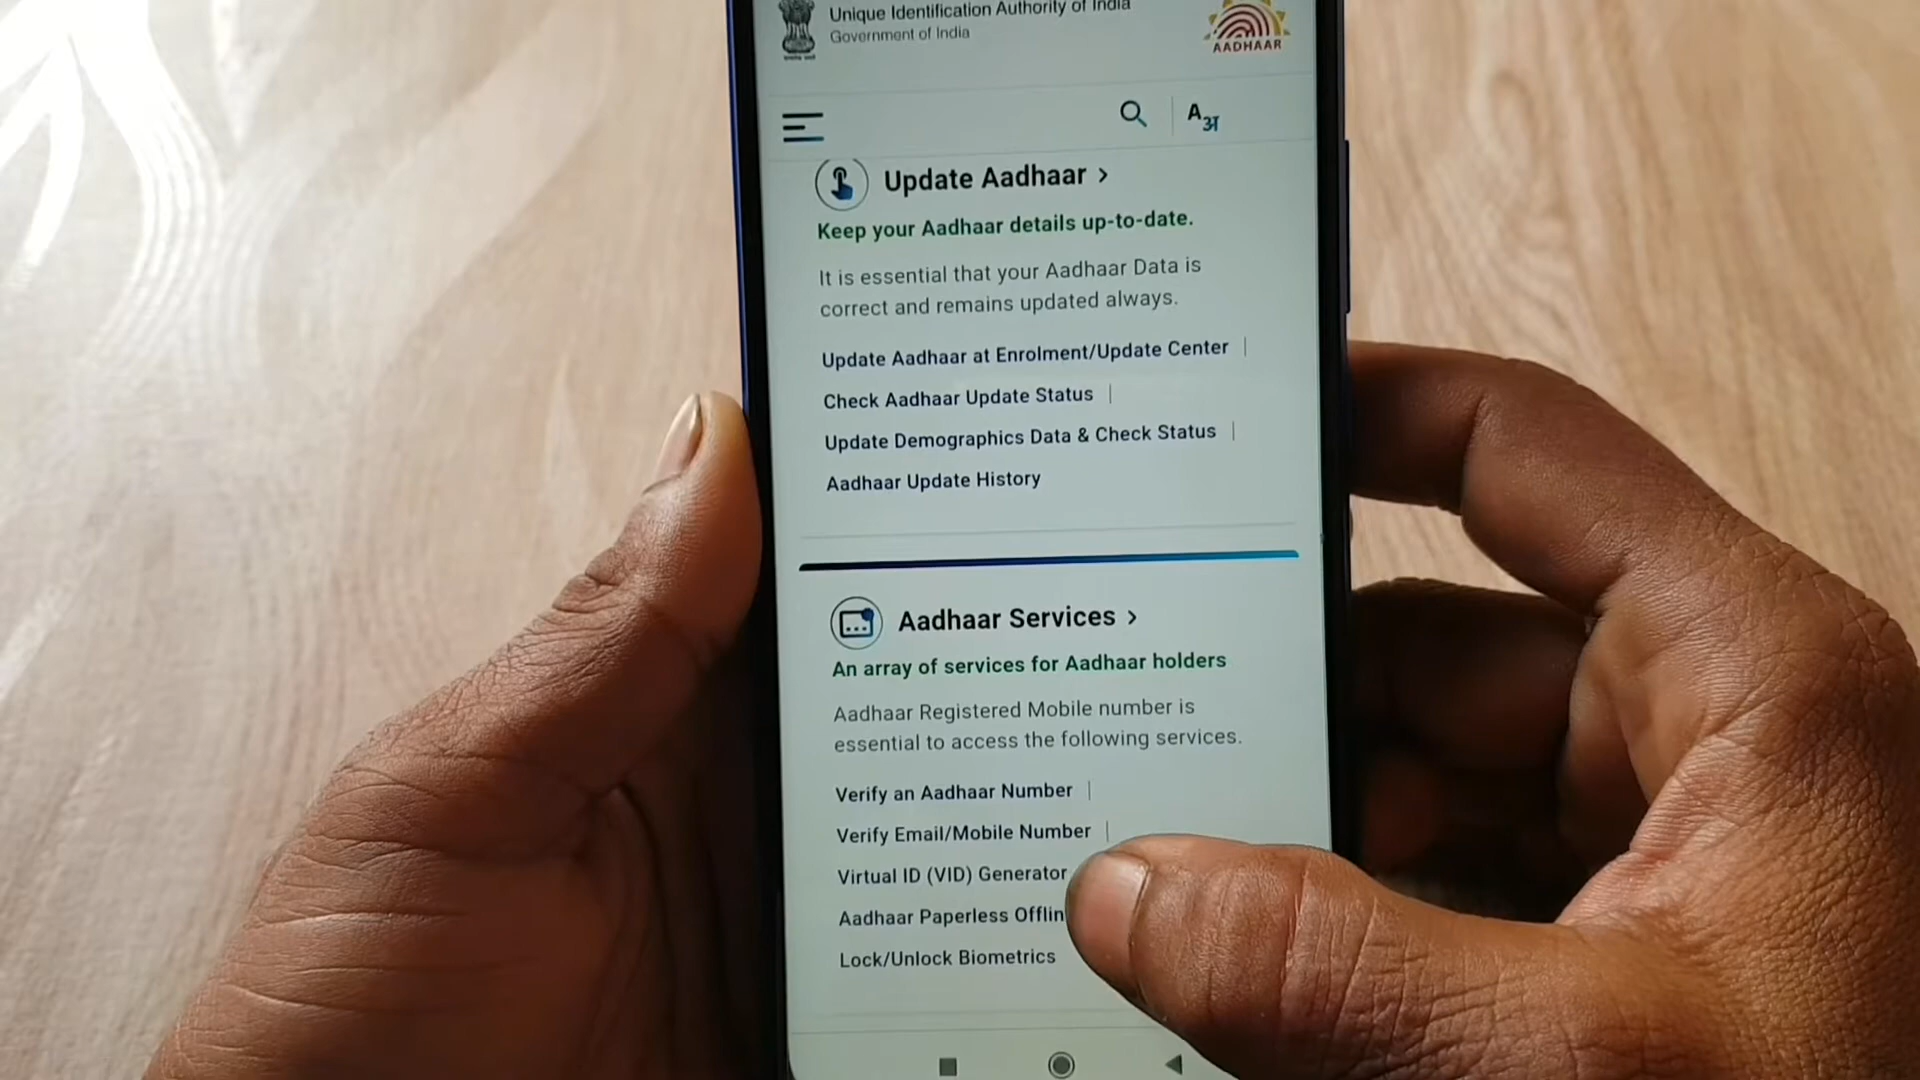 Unique Identification Authority of India
Government of India
AADHAAR
A अ
Update Aadhaar >
Keep your Aadhaar details up-to-date.
It is essential that your Aadhaar Data is
correct and remains updated always.
Update Aadhaar at Enrolment/Update Center |
Check Aadhaar Update Status |
Update Demographics Data & Check Status |
Aadhaar Update History
Aadhaar Services >
An array of services for Aadhaar holders
Aadhaar Registered Mobile number is
essential to access the following services.
Verify an Aadhaar Number |
Verify Email/Mobile Number |
Virtual ID (VID) Generator
Aadhaar Paperless Offlin
Lock/Unlock Biometrics